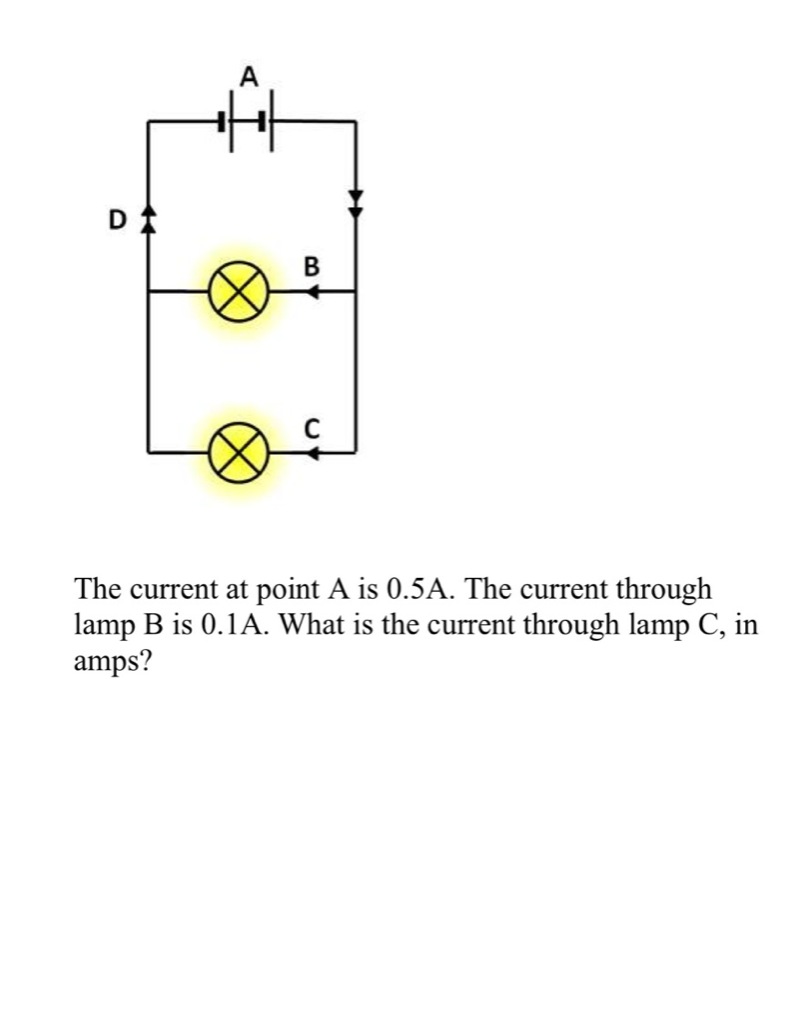 A
D
B
C
The current at point A is 0.5A. The current through
lamp B is 0.1A. What is the current through lamp C, in
amps?